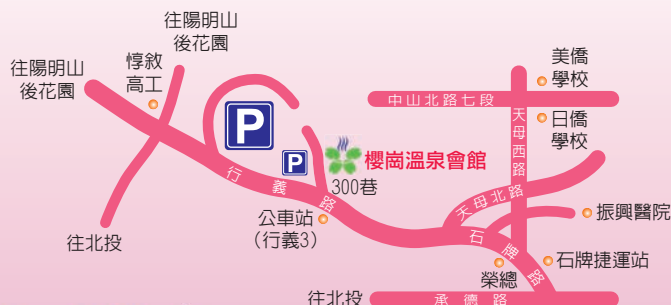 往陽明山
後花園
往陽明山
後花園
惇敘
高工
美僑
學校
中山北路七段
天母西路
日僑
學校
P
P
櫻崗溫泉會館
300巷
行義路
天母北路
公車站
（行義3）
振興醫院
往北投
石牌路
石牌捷運站
榮總
往北投
承德路